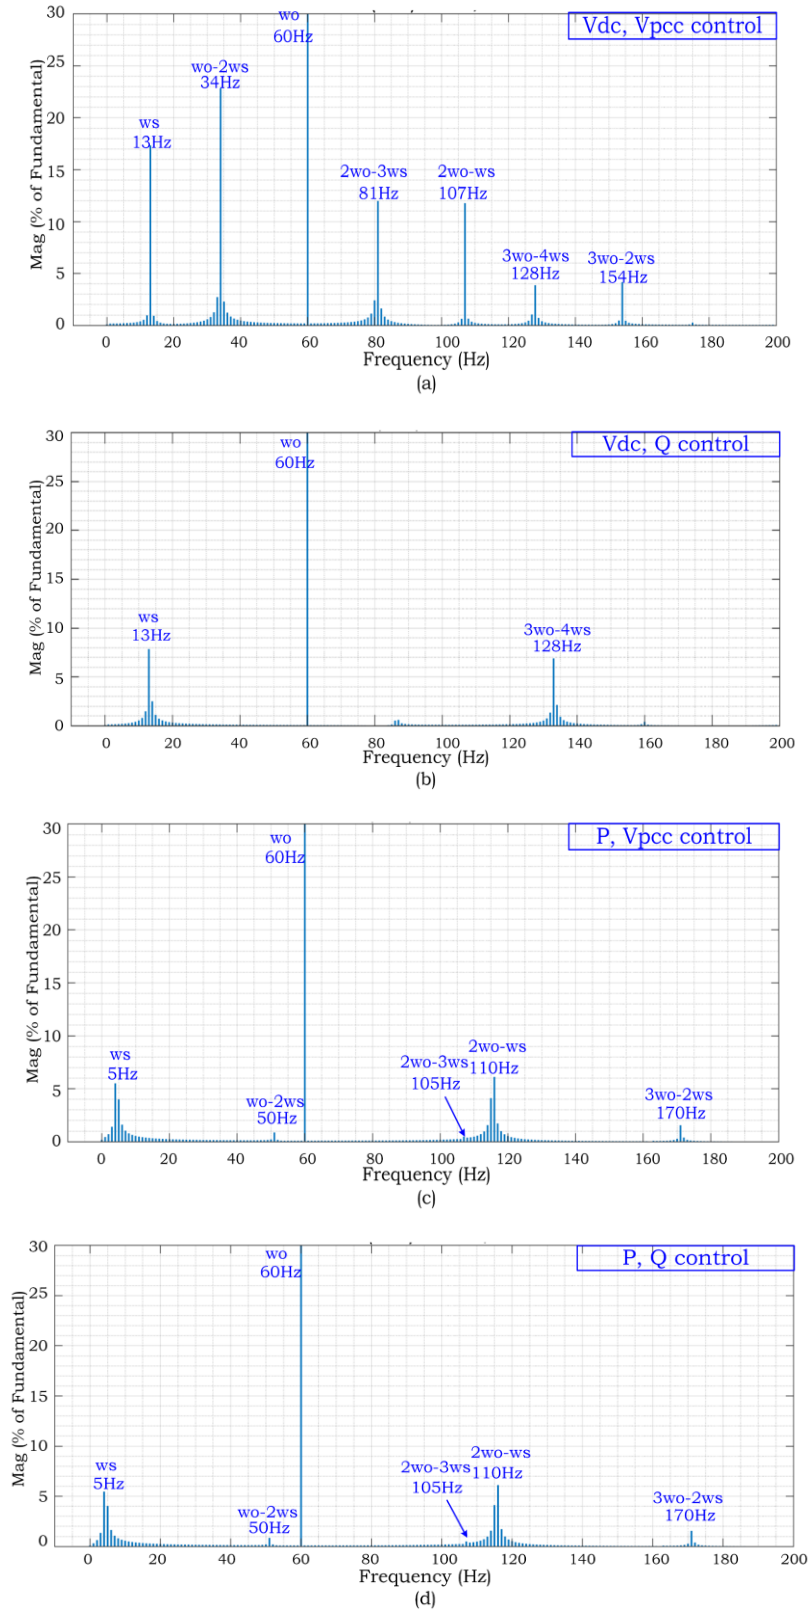 Vdc, Vpcc control
wo
60Hz
wo-2ws
34Hz
ws
13Hz
2wo-3ws
81Hz
2wo-ws
107Hz
3wo-4ws
128Hz
3wo-2ws
154Hz
Mag (% of Fundamental)
30
25
20
15
10
5
0
0 20 40 60 80 100 120 140 160 180 200
Frequency (Hz)
(a)
Vdc, Q control
wo
60Hz
ws
13Hz
3wo-4ws
128Hz
Mag (% of Fundamental)
30
25
20
15
10
5
0
0 20 40 60 80 100 120 140 160 180 200
Frequency (Hz)
(b)
P, Vpcc control
wo
60Hz
ws
5Hz
wo-2ws
50Hz
2wo-3ws
105Hz
2wo-ws
110Hz
3wo-2ws
170Hz
Mag (% of Fundamental)
30
25
20
15
10
5
0
0 20 40 60 80 100 120 140 160 180 200
Frequency (Hz)
(c)
P, Q control
wo
60Hz
ws
5Hz
wo-2ws
50Hz
2wo-3ws
105Hz
2wo-ws
110Hz
3wo-2ws
170Hz
Mag (% of Fundamental)
30
25
20
15
10
5
0
0 20 40 60 80 100 120 140 160 180 200
Frequency (Hz)
(d)